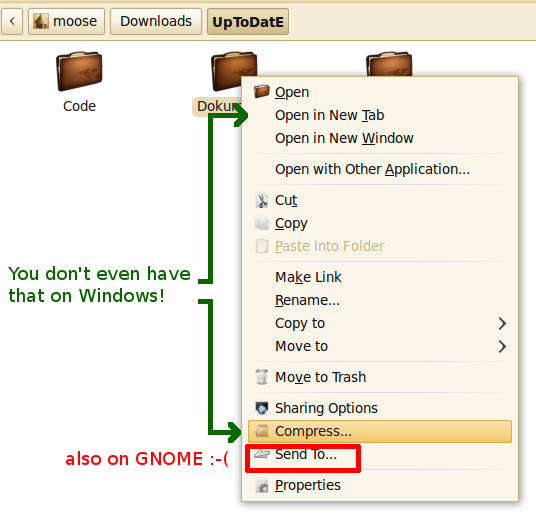 moose
Downloads
UpToDatE
Code
Open
Open in New Tab
Open in New Window
Open with Other Application...
Cut
Copy
Paste Into Folder
Make Link
Rename...
Copy to
Move to
Move to Trash
Sharing Options
Compress...
Send To...
Properties
You don't even have
that on Windows!
also on GNOME :-(